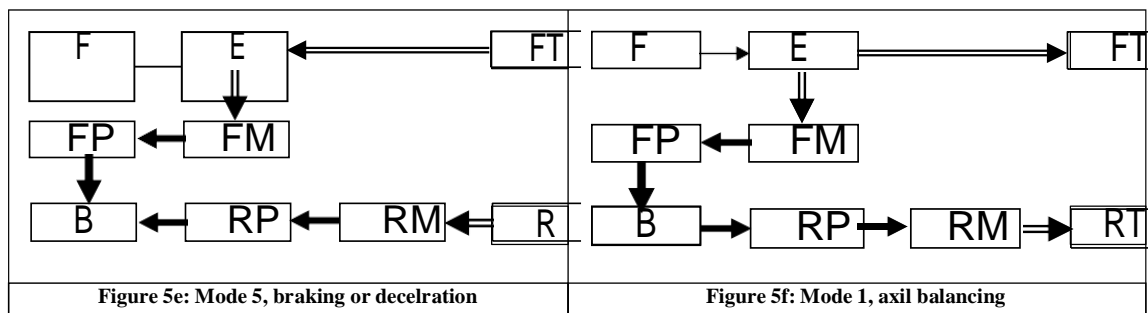 F E FT
FP FM
B RP RM R
Figure 5e: Mode 5, braking or decelration
F E FT
FP FM
B RP RM RT
Figure 5f: Mode 1, axil balancing